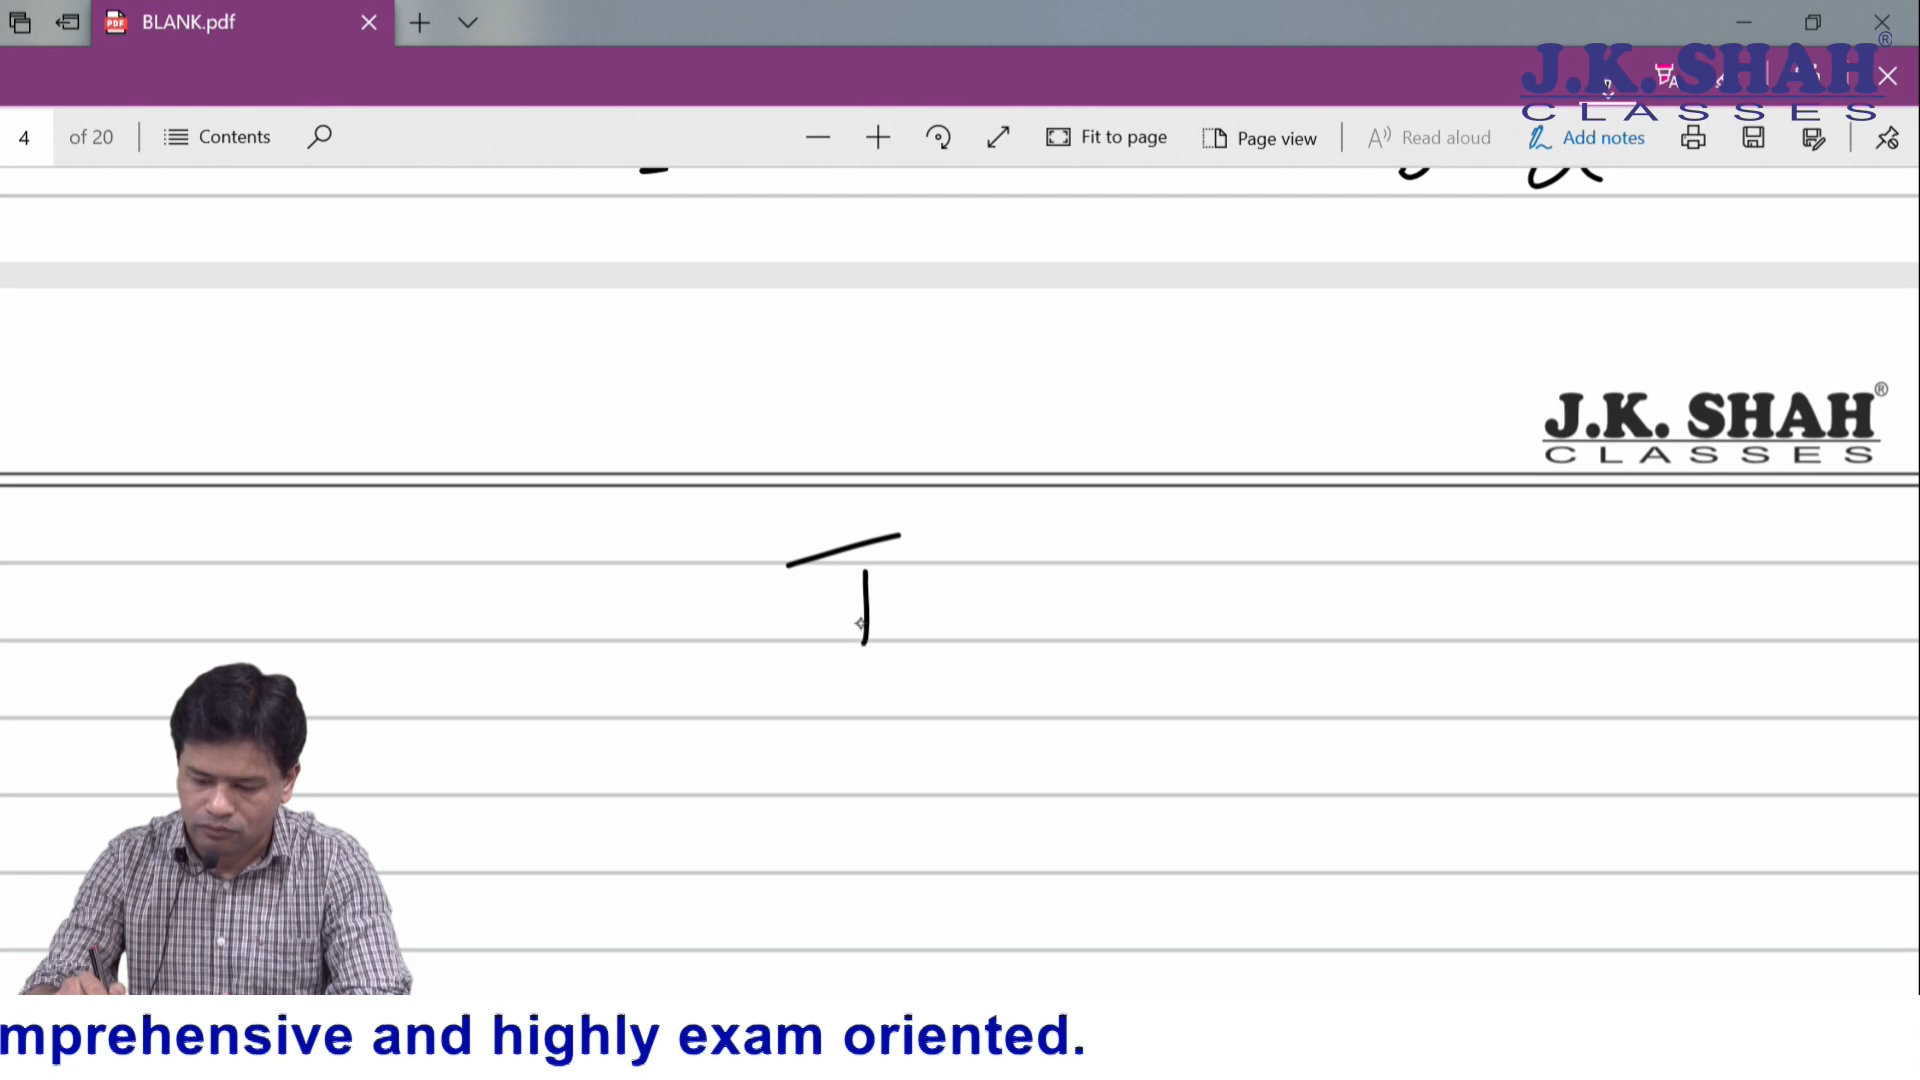 BLANK.pdf
J.K. SHAH®
CLASSES
4 of 20 Contents Fit to page Page view Read aloud Add notes
J.K. SHAH®
CLASSES
T
mprehensive and highly exam oriented.